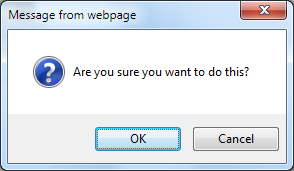 Message from webpage
Are you sure you want to do this?
OK
Cancel